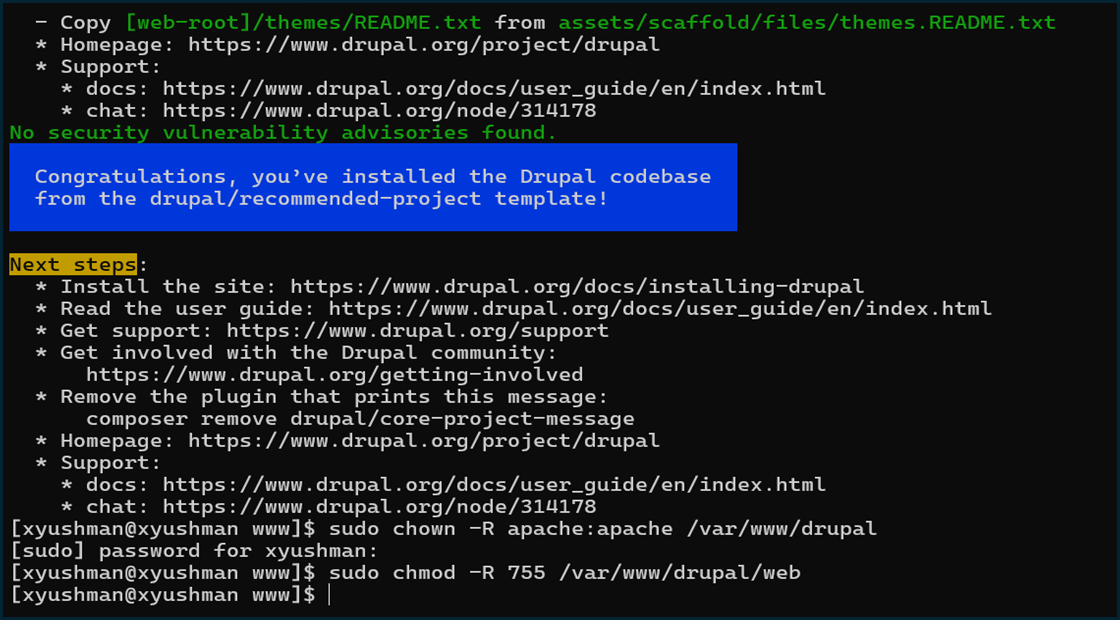 - Copy [web-root]/themes/README.txt from assets/scaffold/files/themes.README.txt
* Homepage: https://www.drupal.org/project/drupal
* Support:
* docs: https://www.drupal.org/docs/user_guide/en/index.html
* chat: https://www.drupal.org/node/314178
No security vulnerability advisories found.
Congratulations, you’ve installed the Drupal codebase
from the drupal/recommended-project template!
Next steps:
* Install the site: https://www.drupal.org/docs/installing-drupal
* Read the user guide: https://www.drupal.org/docs/user_guide/en/index.html
* Get support: https://www.drupal.org/support
* Get involved with the Drupal community:
https://www.drupal.org/getting-involved
* Remove the plugin that prints this message:
composer remove drupal/core-project-message
* Homepage: https://www.drupal.org/project/drupal
* Support:
* docs: https://www.drupal.org/docs/user_guide/en/index.html
* chat: https://www.drupal.org/node/314178
[xyushman@xyushman www]$ sudo chown -R apache:apache /var/www/drupal
[sudo] password for xyushman:
[xyushman@xyushman www]$ sudo chmod -R 755 /var/www/drupal/web
[xyushman@xyushman www]$